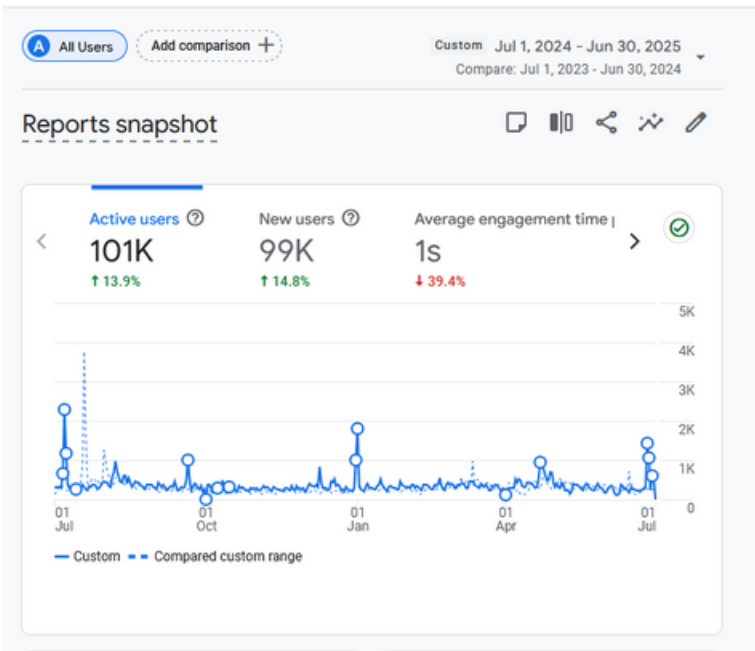 A All Users
Add comparison +
Custom Jul 1, 2024 - Jun 30, 2025
Compare: Jul 1, 2023 - Jun 30, 2024
Reports snapshot
Active users
New users
Average engagement time
101K
99K
1s
↑ 13.9%
↑ 14.8%
↓ 39.4%
5K
4K
3K
2K
1K
0
01 Jul
01 Oct
01 Jan
01 Apr
01 Jul
Custom
Compared custom range